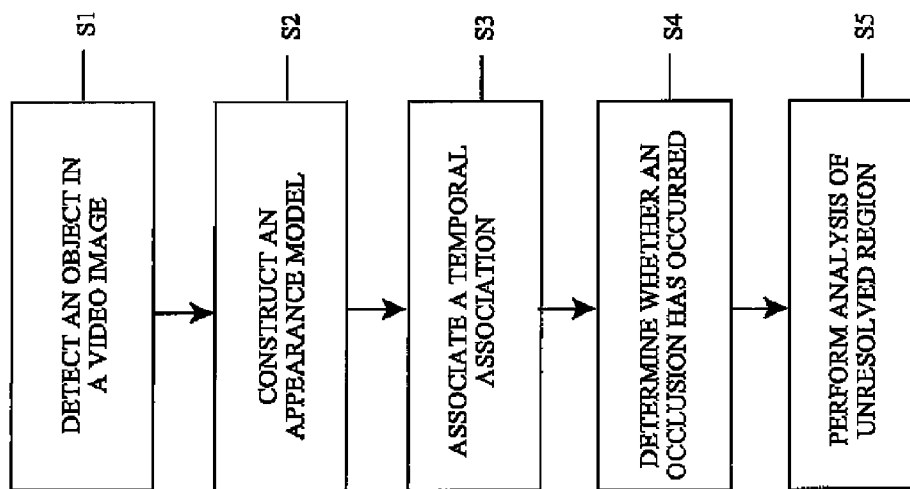 DETECT AN OBJECT IN
A VIDEO IMAGE
S1
CONSTRUCT AN
APPEARANCE MODEL
S2
ASSOCIATE A TEMPORAL
ASSOCIATION
S3
DETERMINE WHETHER AN
OCCLUSION HAS OCCURRED
S4
PERFORM ANALYSIS OF
UNRESOLVED REGION
S5